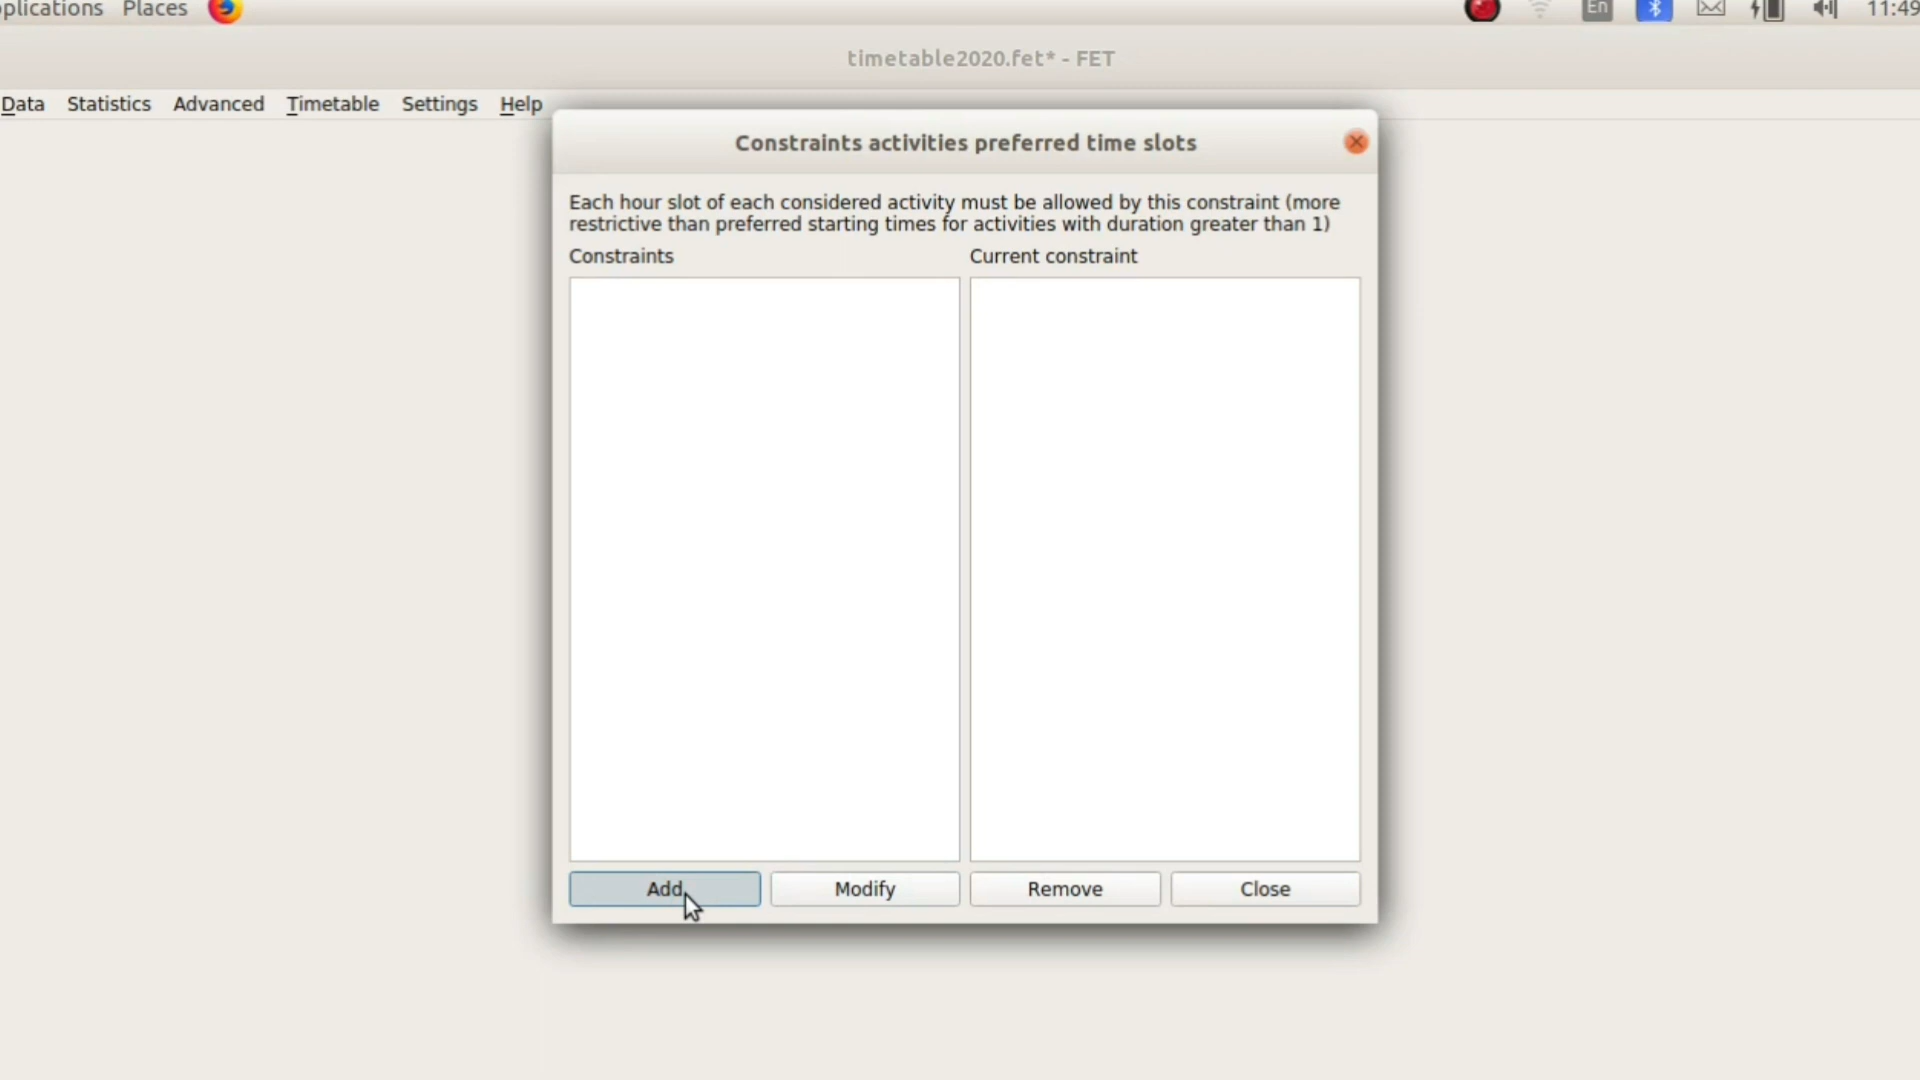 Places
En
11:49
timetable2020.fet* - FET
Data Statistics Advanced Timetable Settings Help
Constraints activities preferred time slots
Each hour slot of each considered activity must be allowed by this constraint (more
restrictive than preferred starting times for activities with duration greater than 1)
Constraints Current constraint
Add Modify Remove Close